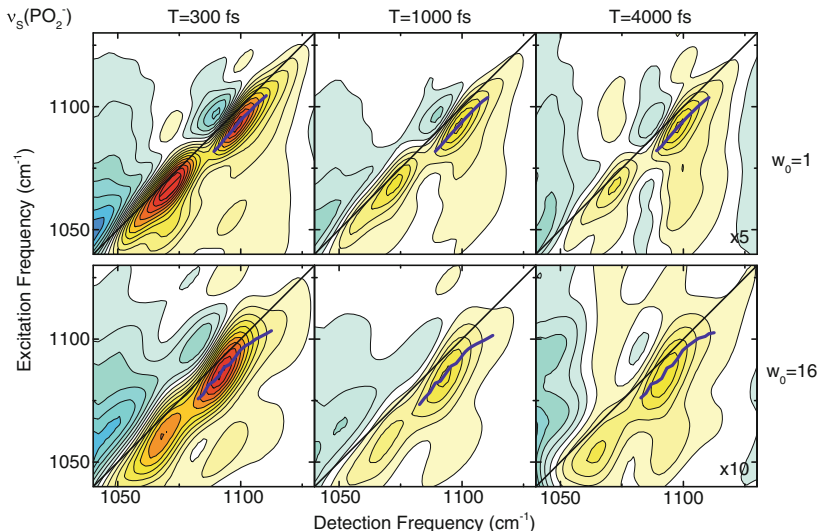 νS(PO2-) T=300 fs T=1000 fs T=4000 fs
1100
1050
x5
w0=1
Excitation Frequency (cm-1)
1100
1050
x10
w0=16
1050 1100 1050 1100 1050 1100
Detection Frequency (cm-1)